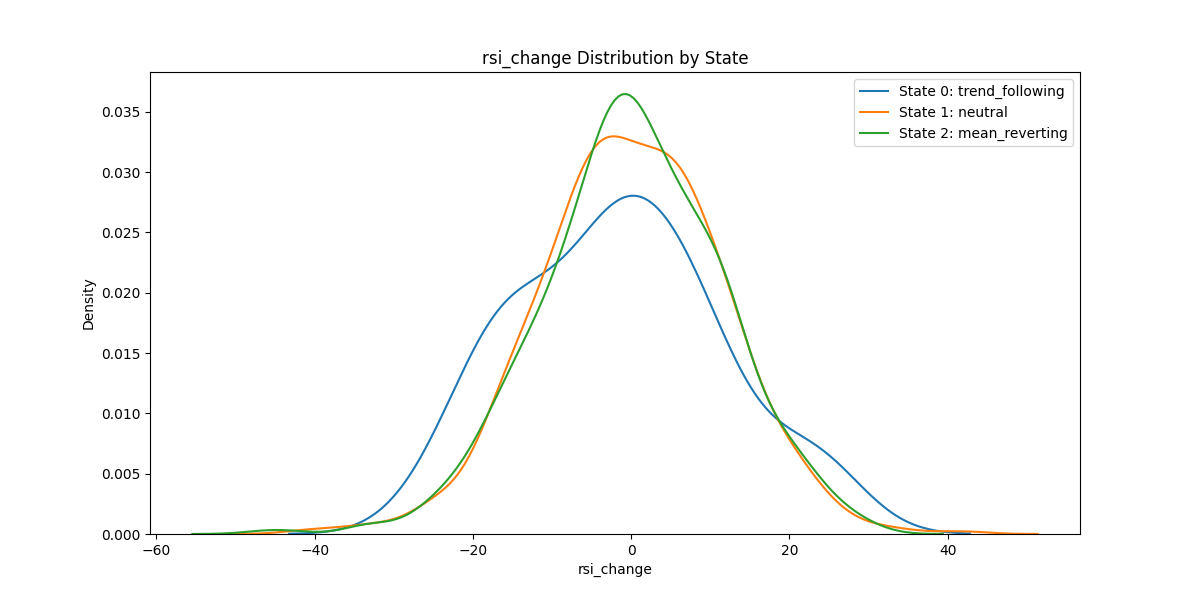 rsi_change Distribution by State
State 0: trend_following
State 1: neutral
State 2: mean_reverting
Density
0.035
0.030
0.025
0.020
0.015
0.010
0.005
0.000
−60
−40
−20
0
20
40
rsi_change